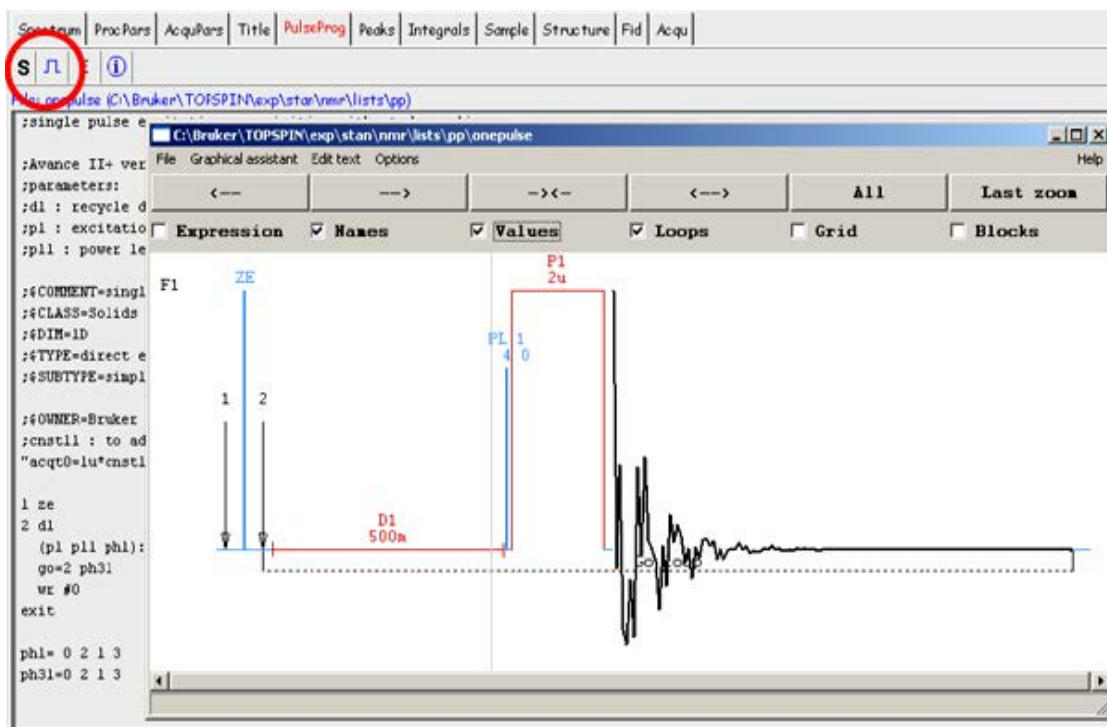 Spectrum ProcPars AcquPars Title PulseProg Peaks Integrals Sample Structure Fid Acqu
S
File: onepulse (C:\Bruker\TOPSPIN\exp\stan\nmr\lists\pp)
;single pulse e
C:\Bruker\TOPSPIN\exp\stan\nmr\lists\pp\onepulse
;Avance II+ ver
File Graphical assistant Edit text Options Help
;parameters:
<-- --> -><- <--> All Last zoom
;d1 : recycle d
;p1 : excitatio
Expression Names Values Loops Grid Blocks
;pl1 : power le
F1 ZE P1
2u
;$COMMENT=singl
;$CLASS=Solids
;$DIM=1D
;$TYPE=direct e
;$SUBTYPE=simpl
PL 1
4 0
1 2
;$OWNER=Bruker
;cnst11 : to ad
"acqt0=1u*cnst1
1 ze
2 d1
(p1 pl1 ph1):
go=2 ph31
wr #0
exit
D1
500m
ph1= 0 2 1 3
ph31=0 2 1 3